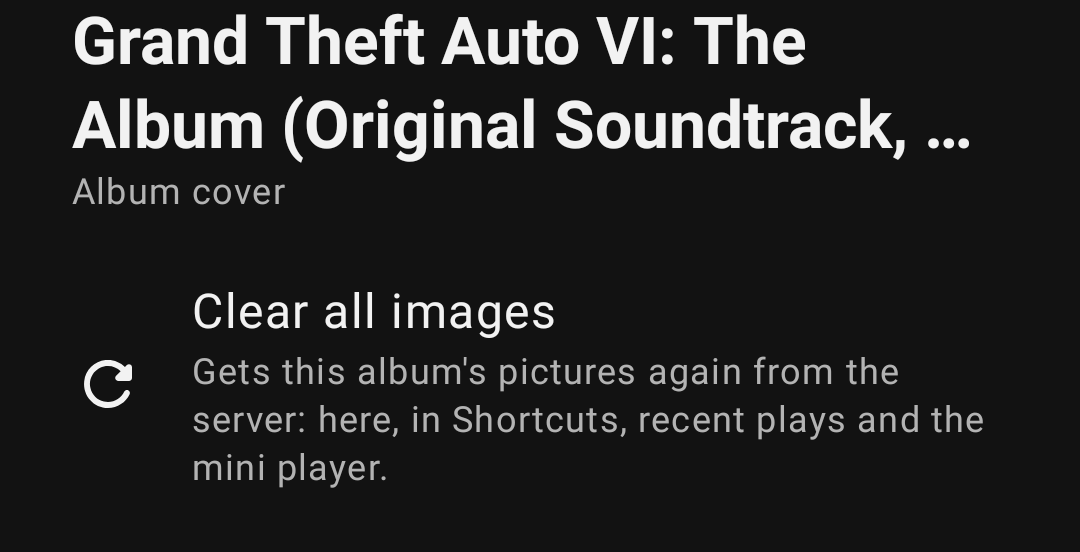 Grand Theft Auto VI: The
Album (Original Soundtrack, …
Album cover
Clear all images
Gets this album's pictures again from the
server: here, in Shortcuts, recent plays and the
mini player.